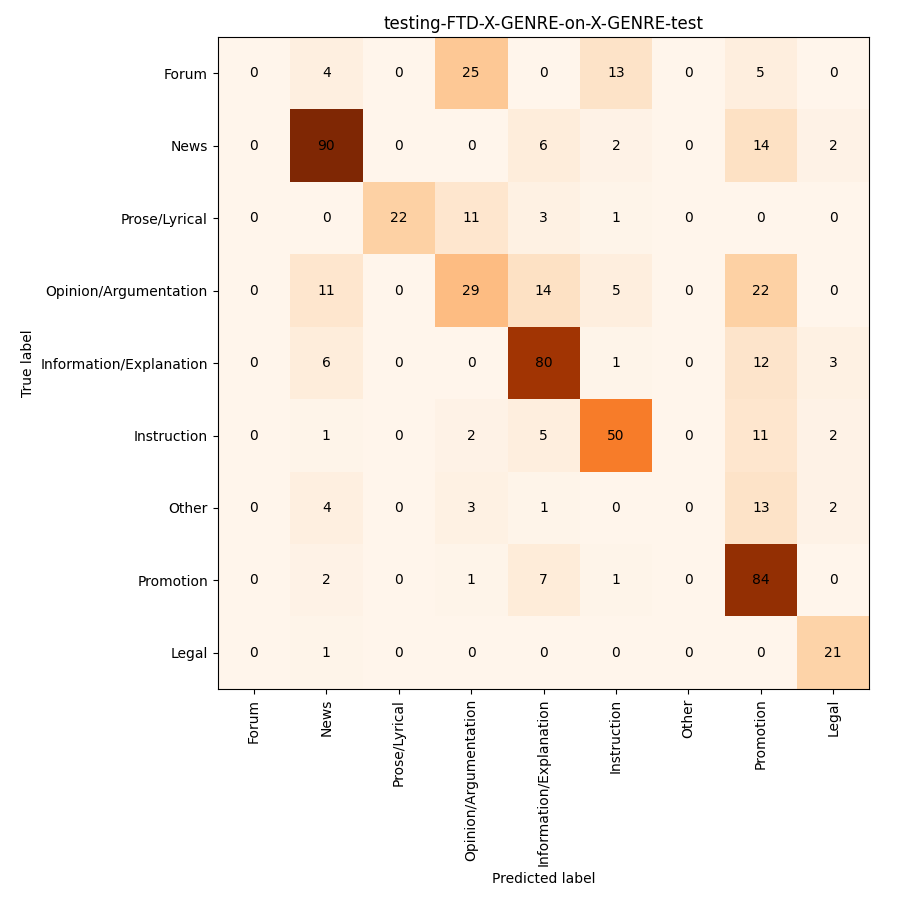 testing-FTD-X-GENRE-on-X-GENRE-test
Forum 0 4 0 25 0 13 0 5 0
News 0 90 0 0 6 2 0 14 2
Prose/Lyrical 0 0 22 11 3 1 0 0 0
Opinion/Argumentation 0 11 0 29 14 5 0 22 0
Information/Explanation 0 6 0 0 80 1 0 12 3
Instruction 0 1 0 2 5 50 0 11 2
Other 0 4 0 3 1 0 0 13 2
Promotion 0 2 0 1 7 1 0 84 0
Legal 0 1 0 0 0 0 0 0 21
True label
Forum News Prose/Lyrical Opinion/Argumentation Information/Explanation Instruction Other Promotion Legal
Predicted label